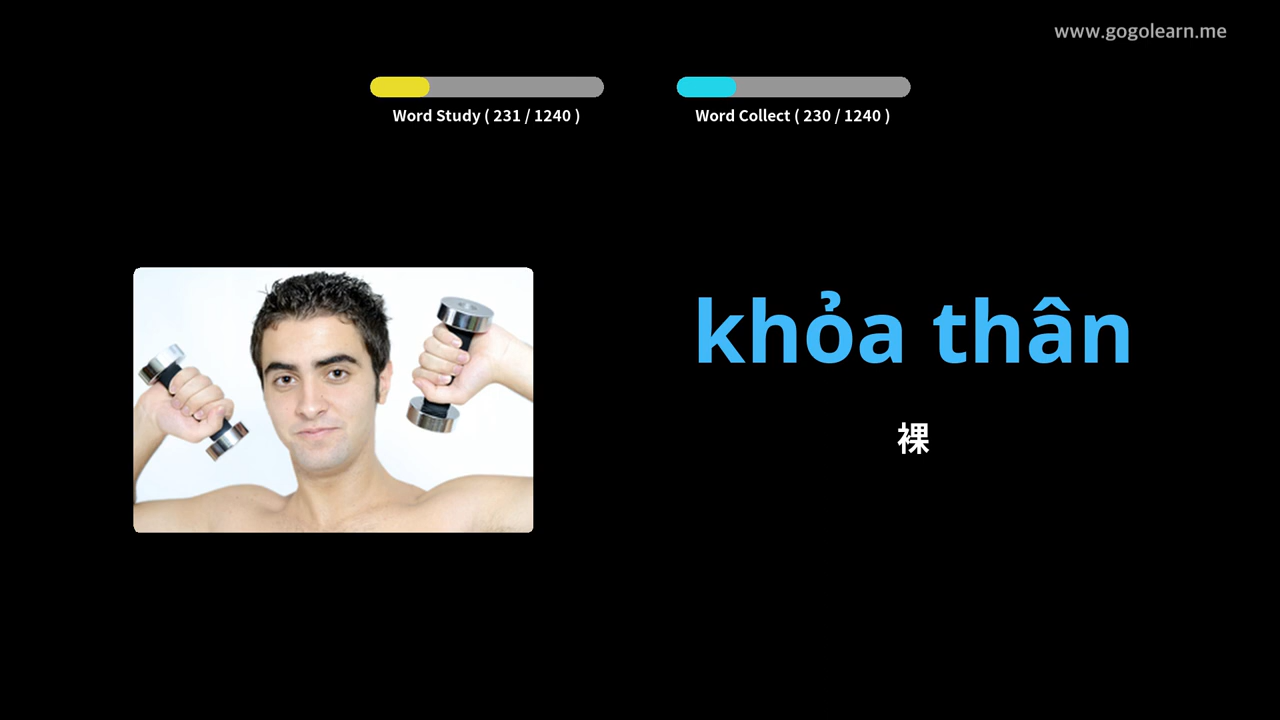 www.gogolearn.me
Word Study ( 231 / 1240 )
Word Collect ( 230 / 1240 )
khỏa thân
裸